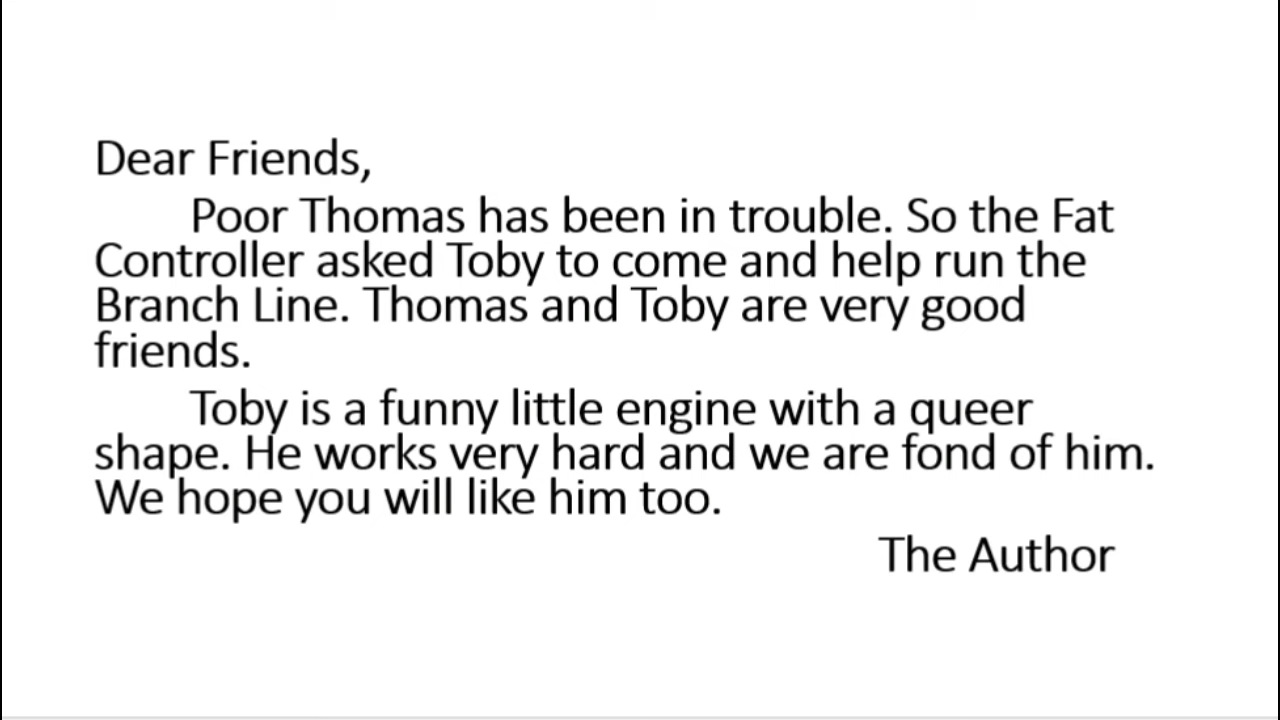 Dear Friends,
Poor Thomas has been in trouble. So the Fat
Controller asked Toby to come and help run the
Branch Line. Thomas and Toby are very good
friends.
Toby is a funny little engine with a queer
shape. He works very hard and we are fond of him.
We hope you will like him too.
The Author